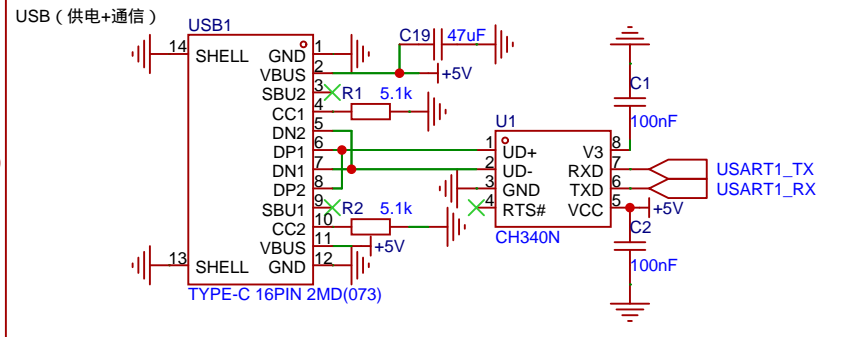 USB（供电+通信）
USB1
C19 47uF
14 SHELL GND 1
VBUS 2 +5V
SBU2 3 R1 5.1k
CC1 4
DN2 5
DP1 6
DN1 7
DP2 8
SBU1 9 R2 5.1k
CC2 10
VBUS 11 +5V
13 SHELL GND 12
TYPE-C 16PIN 2MD(073)
C1
100nF
U1
1 UD+ V3 8
2 UD- RXD 7 USART1_TX
3 GND TXD 6 USART1_RX
4 RTS# VCC 5 +5V
CH340N
C2
100nF